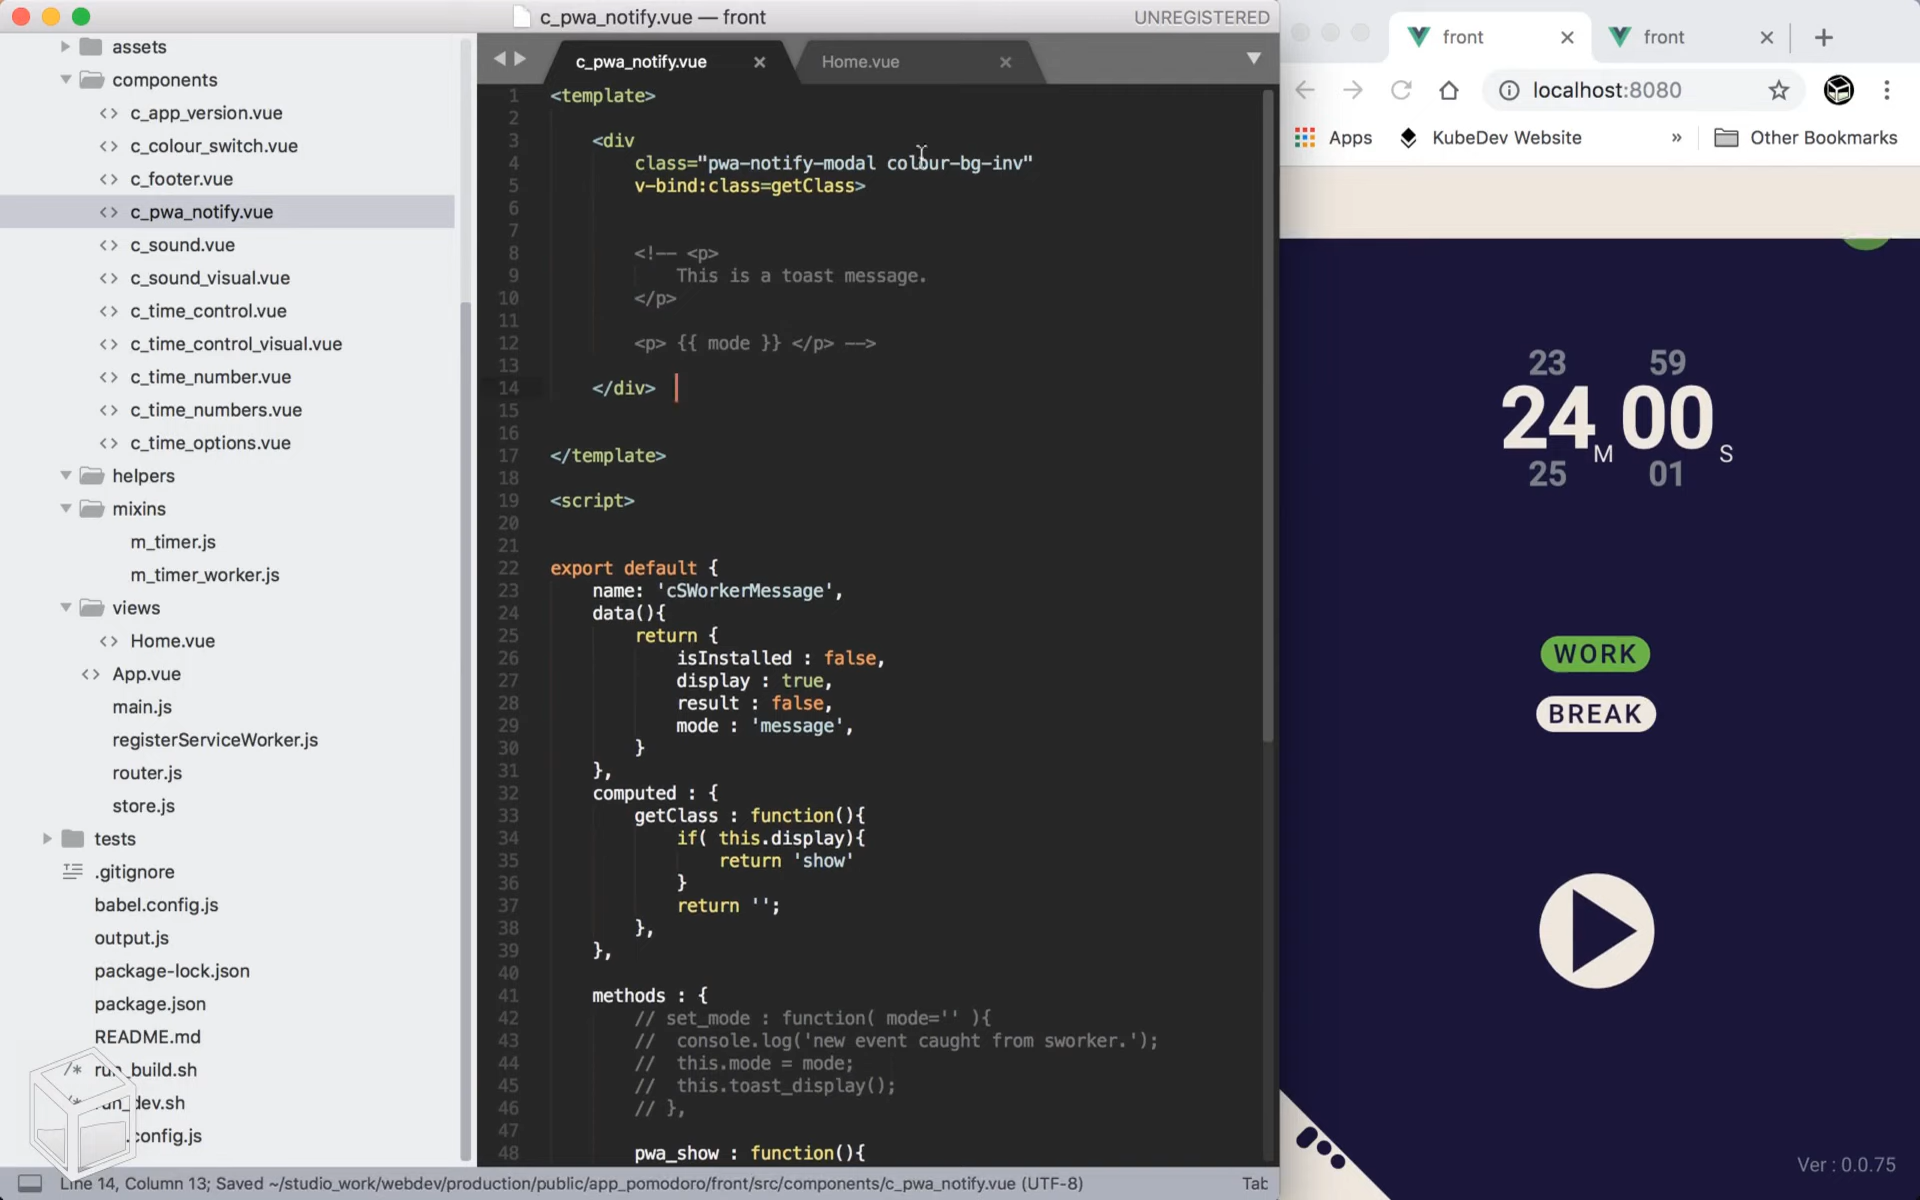 c_pwa_notify.vue — front
UNREGISTERED
assets
components
c_app_version.vue
c_colour_switch.vue
c_footer.vue
c_pwa_notify.vue
c_sound.vue
c_sound_visual.vue
c_time_control.vue
c_time_control_visual.vue
c_time_number.vue
c_time_numbers.vue
c_time_options.vue
helpers
mixins
m_timer.js
m_timer_worker.js
views
Home.vue
App.vue
main.js
registerServiceWorker.js
router.js
store.js
tests
.gitignore
babel.config.js
output.js
package-lock.json
package.json
README.md
/* run_build.sh
run_dev.sh
.config.js
c_pwa_notify.vue
Home.vue
1 <template>
2
3 <div
4 class="pwa-notify-modal colour-bg-inv"
5 v-bind:class=getClass>
6
7
8 <!-- <p>
9 This is a toast message.
10 </p>
11
12 <p> {{ mode }} </p> -->
13
14 </div>
15
16
17 </template>
18
19 <script>
20
21
22 export default {
23 name: 'cSWorkerMessage',
24 data(){
25 return {
26 isInstalled : false,
27 display : true,
28 result : false,
29 mode : 'message',
30 }
31 },
32 computed : {
33 getClass : function(){
34 if( this.display){
35 return 'show'
36 }
37 return '';
38 },
39 },
40
41 methods : {
42 // set_mode : function( mode='' ){
43 // console.log('new event caught from sworker.');
44 // this.mode = mode;
45 // this.toast_display();
46 // },
47
48 pwa_show : function(){
Line 14, Column 13; Saved ~/studio_work/webdev/production/public/app_pomodoro/front/src/components/c_pwa_notify.vue (UTF-8)
Tab
front
front
localhost:8080
Apps
KubeDev Website
»
Other Bookmarks
23 59
24 M 00 S
25 01
WORK
BREAK
Ver : 0.0.75